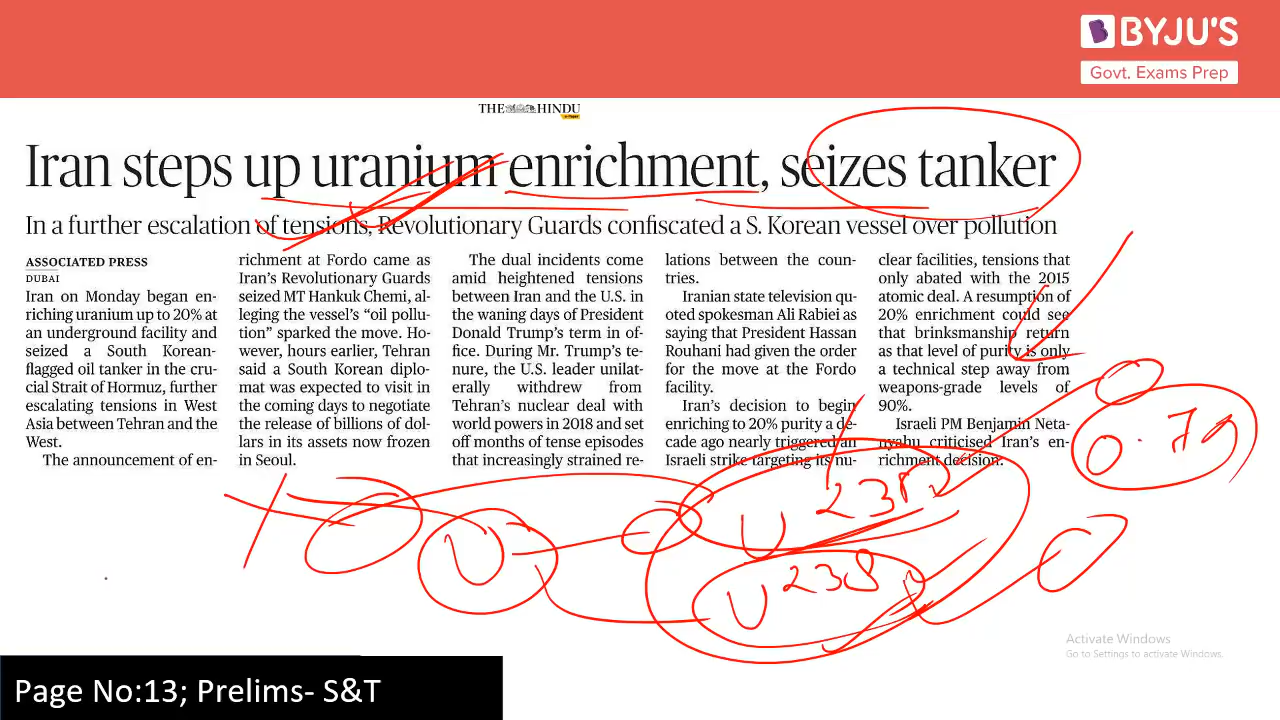 BYJU'S
Govt. Exams Prep
THE HINDU
Iran steps up uranium enrichment, seizes tanker
In a further escalation of tensions, Revolutionary Guards confiscated a S. Korean vessel over pollution
ASSOCIATED PRESS
DUBAI
Iran on Monday began en-
riching uranium up to 20% at
an underground facility and
seized a South Korean-
flagged oil tanker in the cru-
cial Strait of Hormuz, further
escalating tensions in West
Asia between Tehran and the
West.
The announcement of en-
richment at Fordo came as
Iran's Revolutionary Guards
seized MT Hankuk Chemi, al-
leging the vessel's "oil pollu-
tion" sparked the move. Ho-
wever, hours earlier, Tehran
said a South Korean diplo-
mat was expected to visit in
the coming days to negotiate
the release of billions of dol-
lars in its assets now frozen
in Seoul.
The dual incidents come
amid heightened tensions
between Iran and the U.S. in
the waning days of President
Donald Trump's term in of-
fice. During Mr. Trump's te-
nure, the U.S. leader unilat-
erally withdrew from
Tehran's nuclear deal with
world powers in 2018 and set
off months of tense episodes
that increasingly strained re-
lations between the coun-
tries.
Iranian state television qu-
oted spokesman Ali Rabiei as
saying that President Hassan
Rouhani had given the order
for the move at the Fordo
facility.
Iran's decision to begin
enriching to 20% purity a de-
cade ago nearly triggered an
Israeli strike targeting its nu-
clear facilities, tensions that
only abated with the 2015
atomic deal. A resumption of
20% enrichment could see
that brinksmanship return
as that level of purity is only
a technical step away from
weapons-grade levels of
90%.
Israeli PM Benjamin Neta-
nyahu criticised Iran's en-
richment decision.
U
U 238
Activate Windows
Go to Settings to activate Windows.
Page No:13; Prelims- S&T